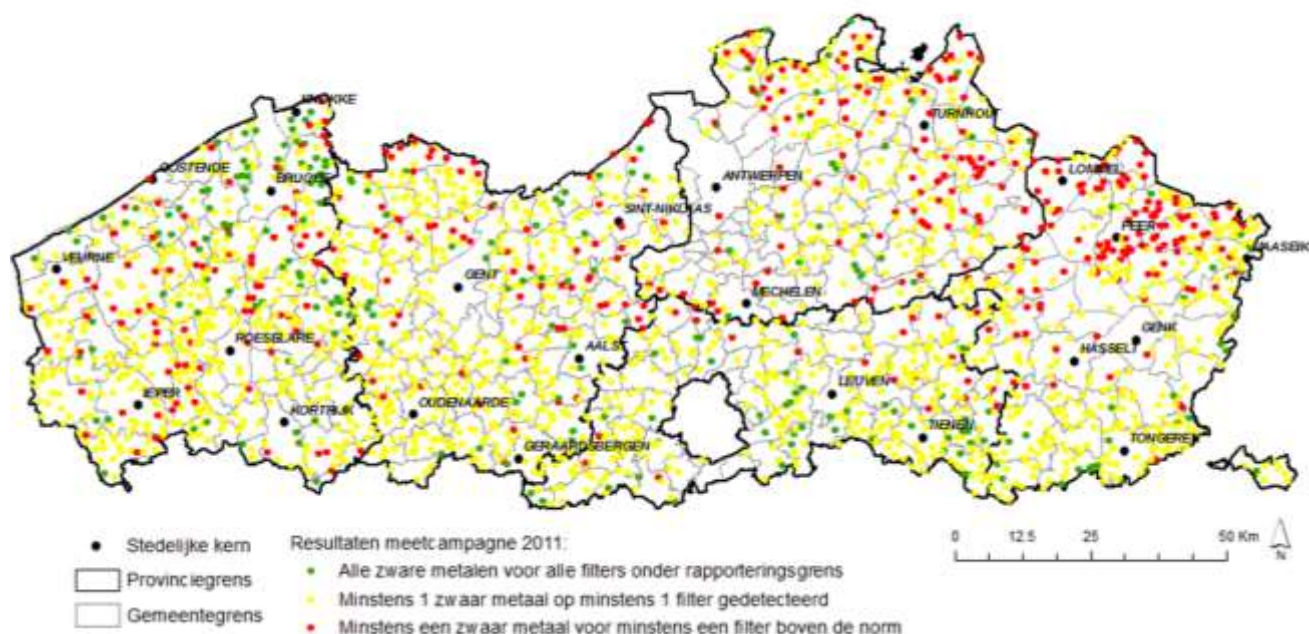 KNOKKE
OOSTENDE
BRUGGE
TURNHOUT
ANTWERPEN
LOMMEL
SINT-NIKLAAS
PEER
MAASEIK
VEURNE
GENT
MECHELEN
ROESELARE
AALST
GENK
HASSELT
LEUVEN
IEPER
KORTRIJK
OUDENAARDE
TIENEN
GERAARDSBERGEN
TONGEREN
Stedelijke kern
Provinciegrens
Gemeentegrens
Resultaten meetcampagne 2011:
Alle zware metalen voor alle filters onder rapporteringsgrens
Minstens 1 zwaar metaal op minstens 1 filter gedetecteerd
Minstens een zwaar metaal voor minstens een filter boven de norm
0 12.5 25 50 Km
N